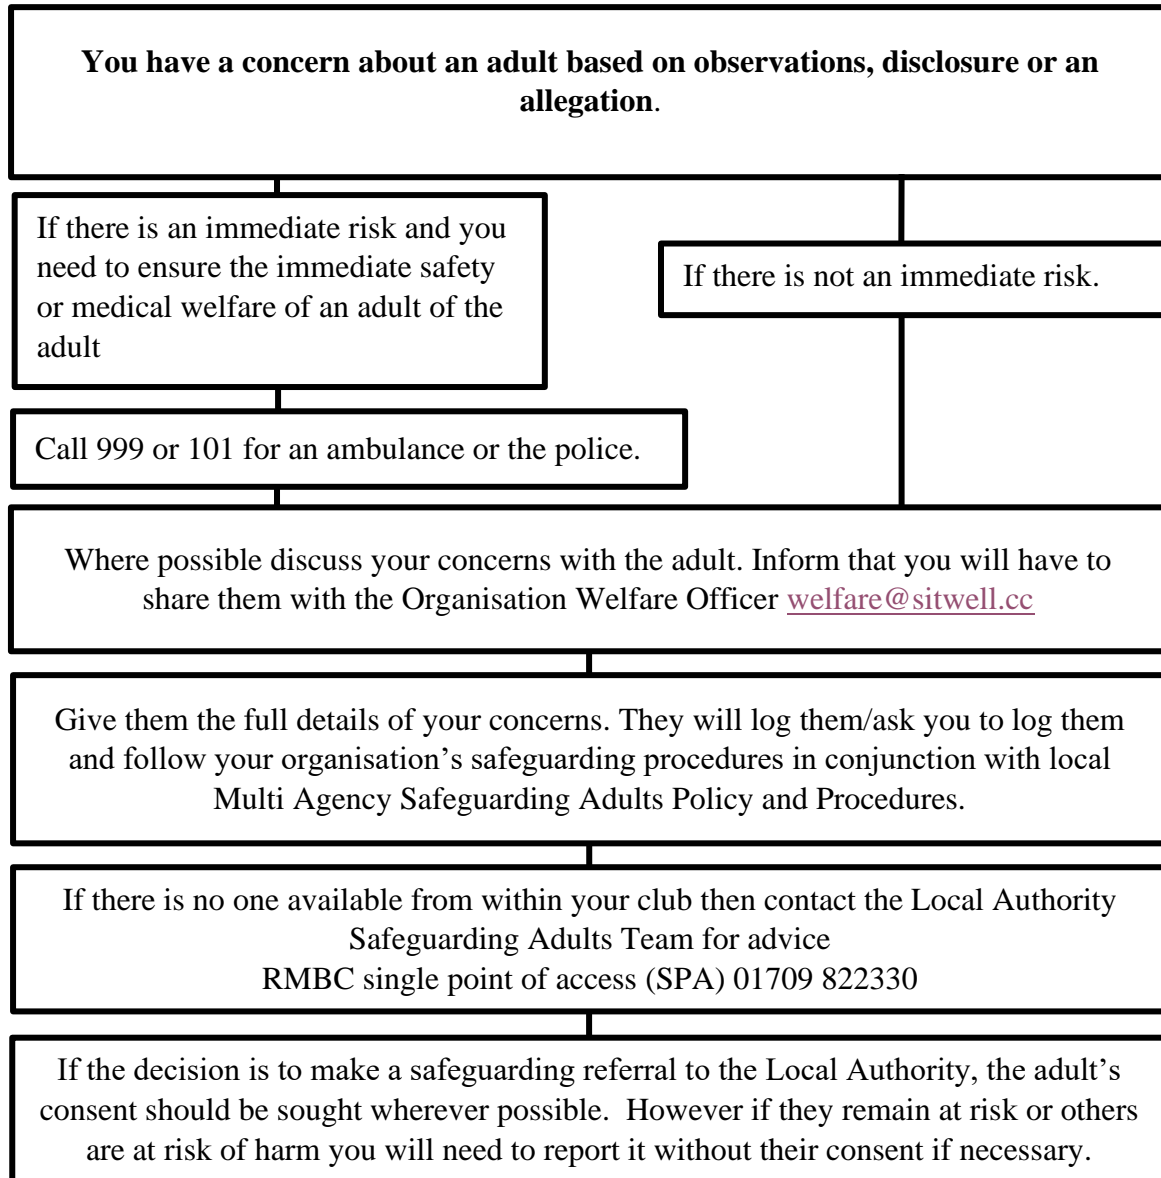 You have a concern about an adult based on observations, disclosure or an
allegation.
If there is an immediate risk and you
need to ensure the immediate safety
or medical welfare of an adult of the
adult
If there is not an immediate risk.
Call 999 or 101 for an ambulance or the police.
Where possible discuss your concerns with the adult. Inform that you will have to
share them with the Organisation Welfare Officer welfare@sitwell.cc
Give them the full details of your concerns. They will log them/ask you to log them
and follow your organisation’s safeguarding procedures in conjunction with local
Multi Agency Safeguarding Adults Policy and Procedures.
If there is no one available from within your club then contact the Local Authority
Safeguarding Adults Team for advice
RMBC single point of access (SPA) 01709 822330
If the decision is to make a safeguarding referral to the Local Authority, the adult’s
consent should be sought wherever possible.  However if they remain at risk or others
are at risk of harm you will need to report it without their consent if necessary.